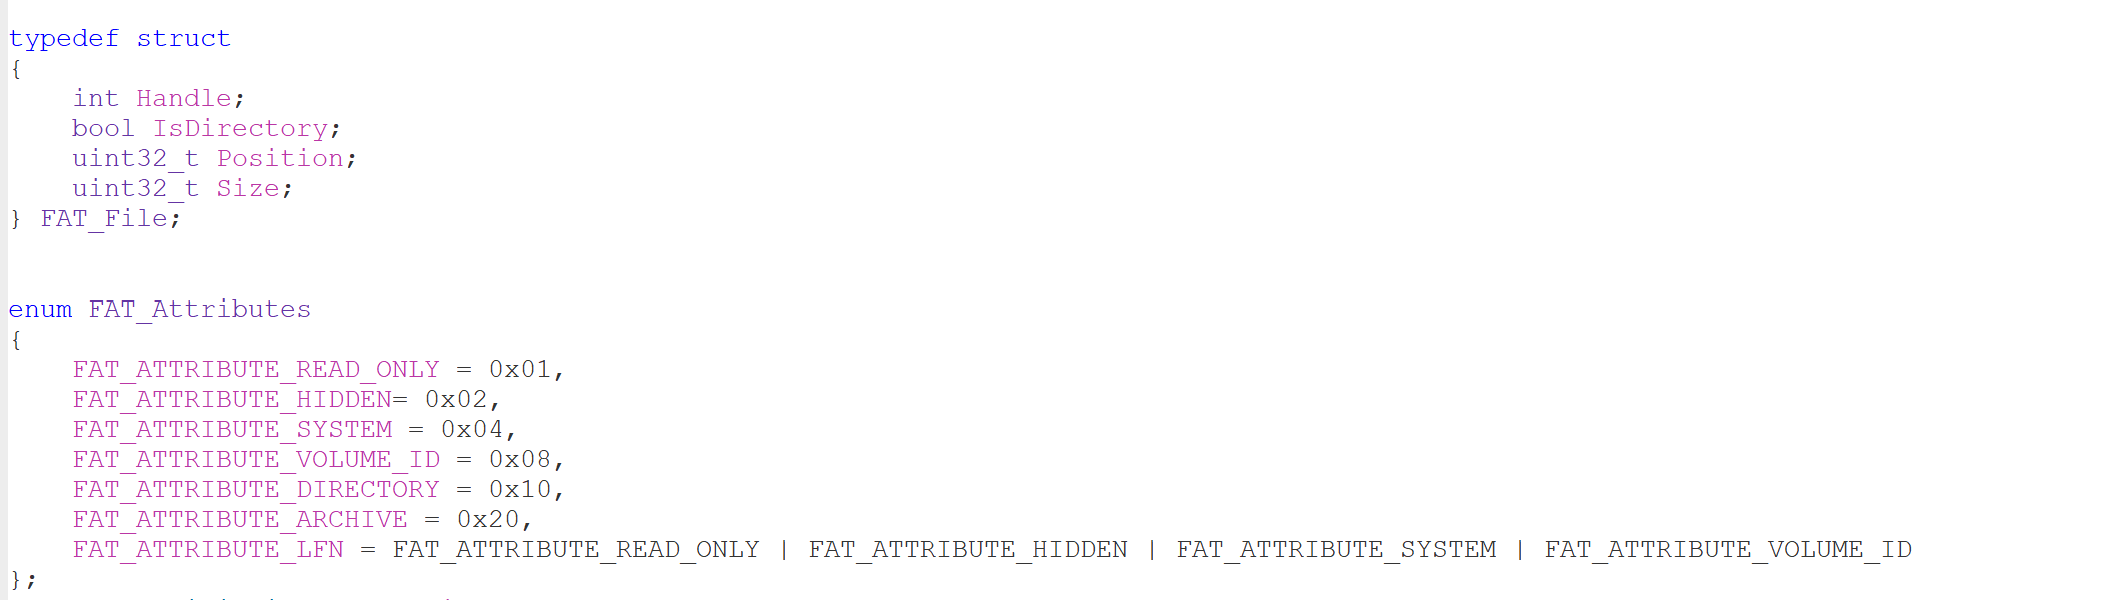 typedef struct
{
    int Handle;
    bool IsDirectory;
    uint32_t Position;
    uint32_t Size;
} FAT_File;
enum FAT_Attributes
{
    FAT_ATTRIBUTE_READ_ONLY = 0x01,
    FAT_ATTRIBUTE_HIDDEN= 0x02,
    FAT_ATTRIBUTE_SYSTEM = 0x04,
    FAT_ATTRIBUTE_VOLUME_ID = 0x08,
    FAT_ATTRIBUTE_DIRECTORY = 0x10,
    FAT_ATTRIBUTE_ARCHIVE = 0x20,
    FAT_ATTRIBUTE_LFN = FAT_ATTRIBUTE_READ_ONLY | FAT_ATTRIBUTE_HIDDEN | FAT_ATTRIBUTE_SYSTEM | FAT_ATTRIBUTE_VOLUME_ID
};